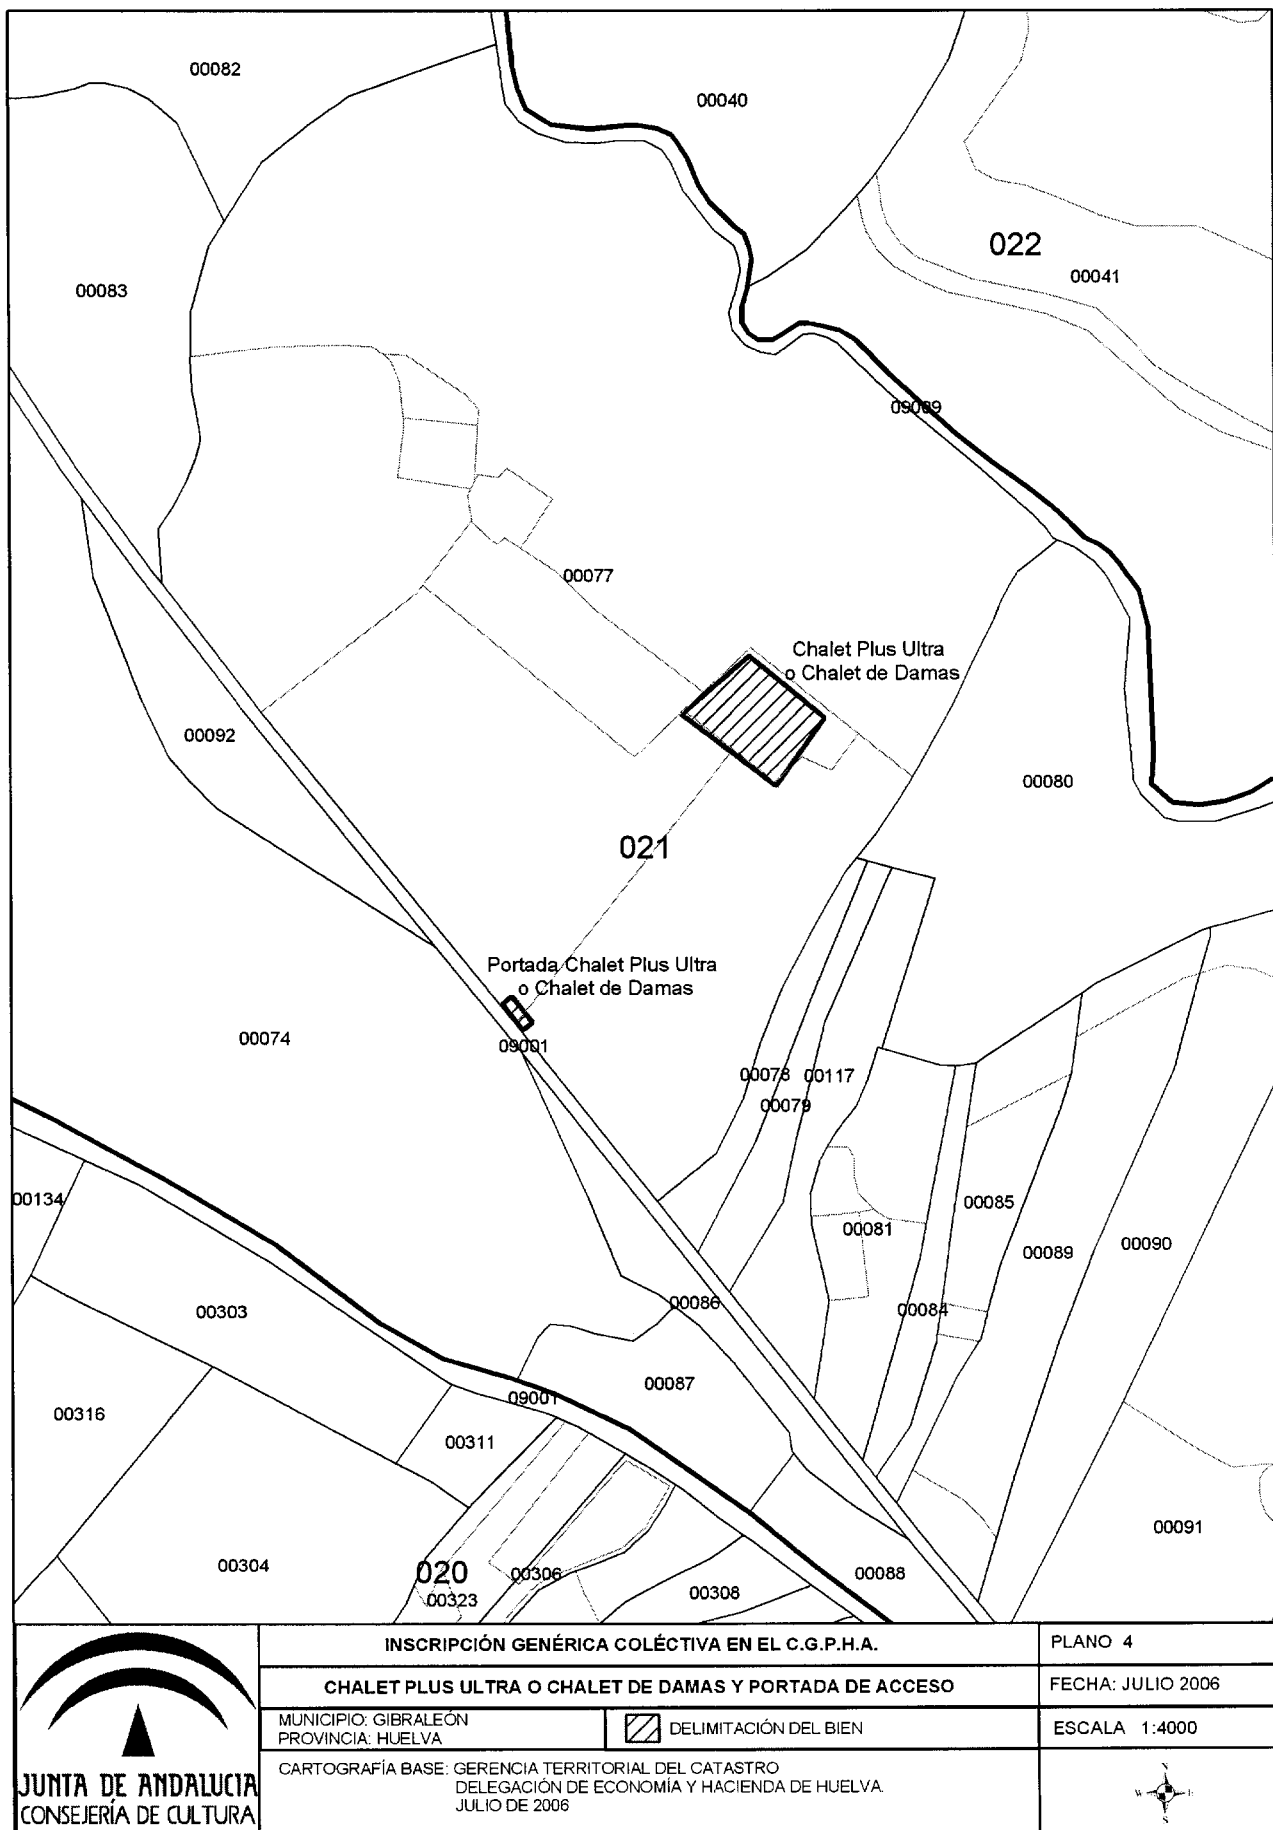 00082
00040
022
00041
00083
09009
00077
Chalet Plus Ultra
o Chalet de Damas
00092
00080
021
Portada Chalet Plus Ultra
o Chalet de Damas
00074
09001
00078
00117
00079
00134
00085
00081
00089
00090
00086
00303
00084
00087
09001
00316
00311
00091
00304
020
00306
00088
00323
00308
INSCRIPCIÓN GENÉRICA COLÉCTIVA EN EL C.G.P.H.A.
PLANO 4
CHALET PLUS ULTRA O CHALET DE DAMAS Y PORTADA DE ACCESO
FECHA: JULIO 2006
MUNICIPIO: GIBRALEÓN
PROVINCIA: HUELVA
DELIMITACIÓN DEL BIEN
ESCALA 1:4000
CARTOGRAFÍA BASE: GERENCIA TERRITORIAL DEL CATASTRO
DELEGACIÓN DE ECONOMÍA Y HACIENDA DE HUELVA.
JULIO DE 2006
JUNTA DE ANDALUCIA
CONSEJERÍA DE CULTURA
N
W
E
S